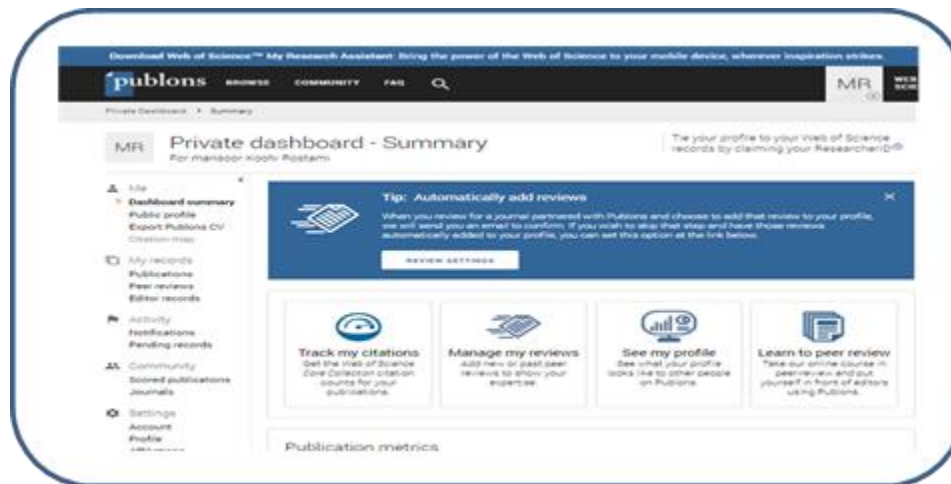 Download Web of Science™ My Research Assistant: Bring the power of the Web of Science to your mobile device, wherever inspiration strikes.
publons BROWSE COMMUNITY FAQ MR WEB
Private Dashboard > Summary
MR Private dashboard - Summary
For mansoor Koohi Rostami
Tie your profile to your Web of Science
records by claiming your ResearcherID
Me
Dashboard summary
Public profile
Export Publons CV
Citation map
My records
Publications
Peer reviews
Editor records
Activity
Notifications
Pending records
Community
Scored publications
Journals
Settings
Account
Profile
Tip: Automatically add reviews
When you review for a journal partnered with Publons and choose to add that review to your profile,
we will send you an email to confirm. If you wish to skip that step and have those reviews
automatically added to your profile, you can set this option at the link below.
REVIEW SETTINGS
Track my citations
Get the Web of Science
Core Collection citation
counts for your
publications.
Manage my reviews
Add new or past peer
reviews to show your
expertise.
See my profile
See what your profile
looks like to other people
on Publons.
Learn to peer review
Take our online course in
peer review and put
yourself in front of editors
using Publons.
Publication metrics